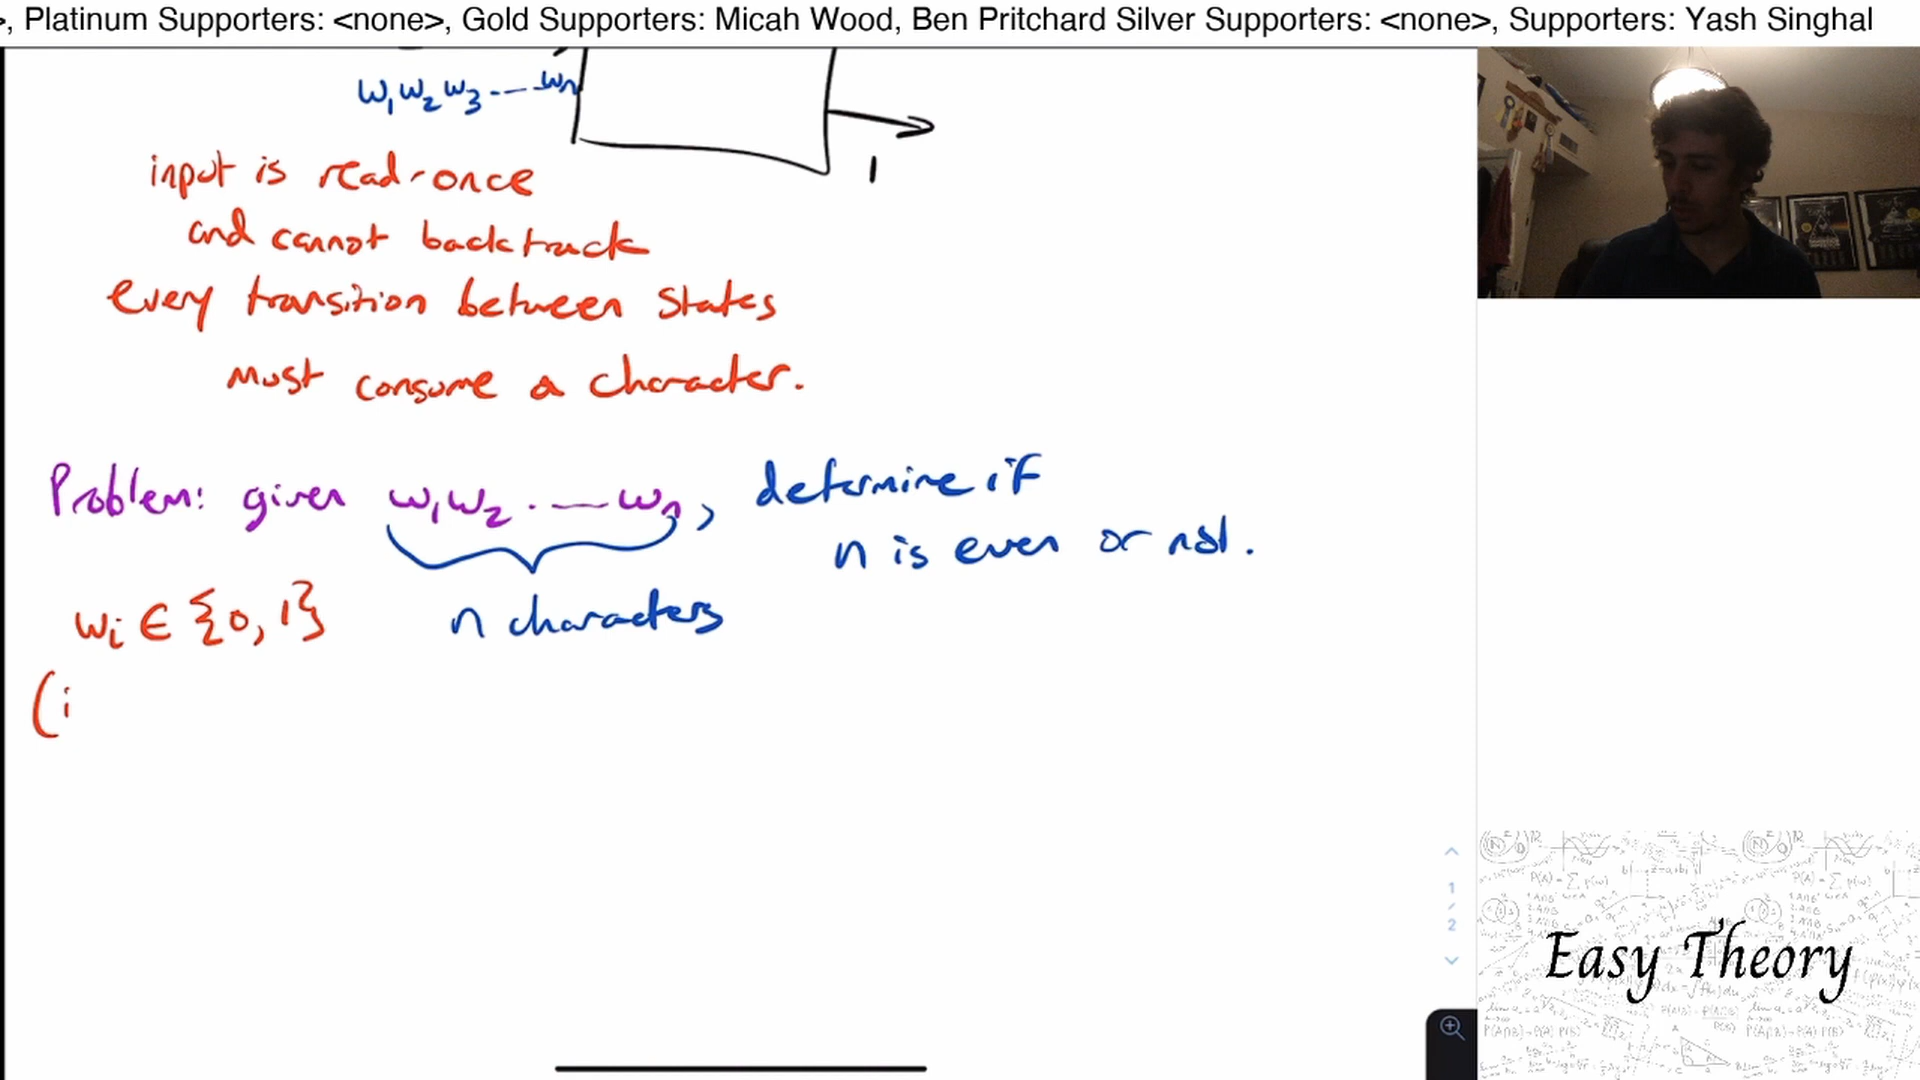 >, Platinum Supporters: <none>, Gold Supporters: Micah Wood, Ben Pritchard Silver Supporters: <none>, Supporters: Yash Singhal
w₁w₂w₃---wₙ
1
input is read-once
and cannot backtrack
every transition between states
must consume a character.
Problem: given w₁w₂.—wₙ, determine if
n is even or not.
wᵢ ∈ {0, 1} n characters
(i
1
2
Easy Theory